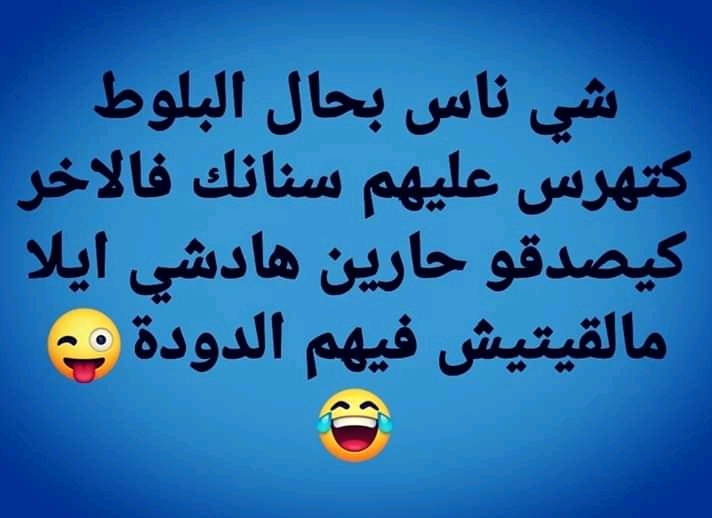 شي ناس بحال البلوط
كتهرس عليهم سنانك فالاخر
كيصدقو حارين هادشي ايلا
مالقيتيش فيهم الدودة 😜
😂